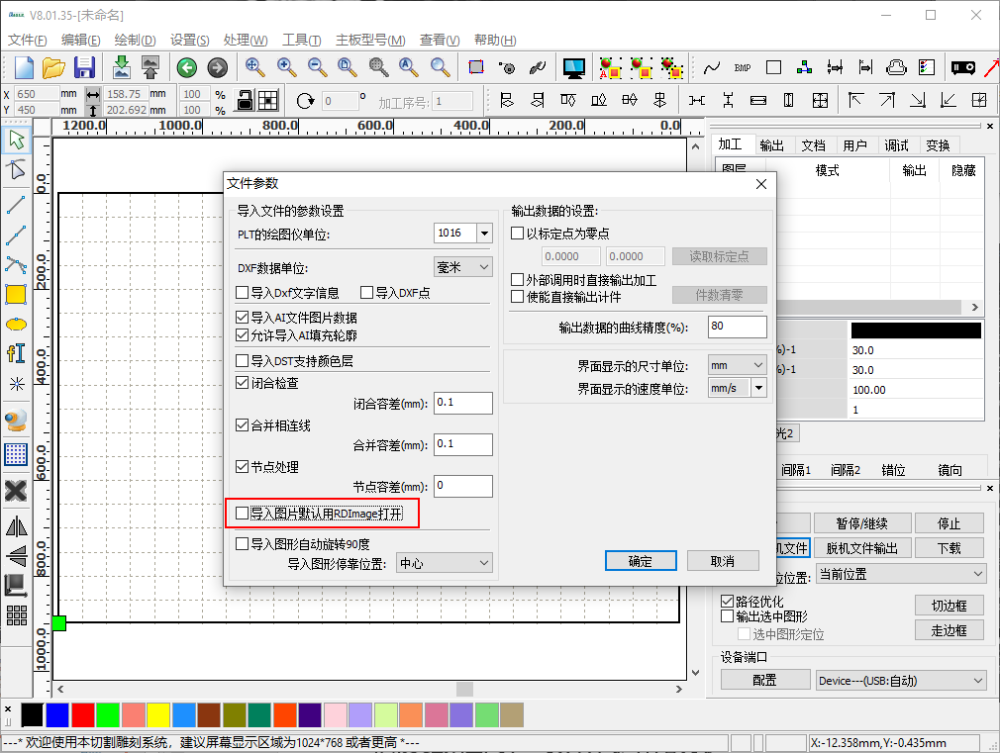 V8.01.35-[未命名]
文件(F) 编辑(E) 绘制(D) 设置(S) 处理(W) 工具(T) 主板型号(M) 查看(V) 帮助(H)
BMP
X 650 mm 158.75 mm 100 %
Y 450 mm 202.692 mm 100 %
0 ° 加工序号: 1
1200.0 1000.0 800.0 600.0 400.0 200.0 0.0
0.0
200.0
400.0
600.0
800.0
1000.0
文件参数
导入文件的参数设置
PLT的绘图仪单位: 1016
DXF数据单位: 毫米
导入Dxf文字信息 导入DXF点
导入AI文件图片数据
允许导入AI填充轮廓
导入DST支持颜色层
闭合检查
闭合容差(mm): 0.1
合并相连线
合并容差(mm): 0.1
节点处理
节点容差(mm): 0
导入图片默认用RDImage打开
导入图形自动旋转90度
导入图形停靠位置: 中心
输出数据的设置:
以标定点为零点
0.0000 0.0000 读取标定点
外部调用时直接输出加工
使能直接输出计件 件数清零
输出数据的曲线精度(%): 80
界面显示的尺寸单位: mm
界面显示的速度单位: mm/s
确定 取消
加工 输出 文档 用户 调试 变换
图层 模式 输出 隐藏
%)-1 30.0
%)-1 30.0
100.00
1
光2
间隔1 间隔2 错位 镜向
暂停/继续 停止
机文件 脱机文件输出 下载
位位置: 当前位置
路径优化
输出选中图形
选中图形定位
切边框
走边框
设备端口
配置 Device---(USB:自动)
---* 欢迎使用本切割雕刻系统，建议屏幕显示区域为1024*768 或者更高 *---
X:-12.358mm,Y:-0.435mm